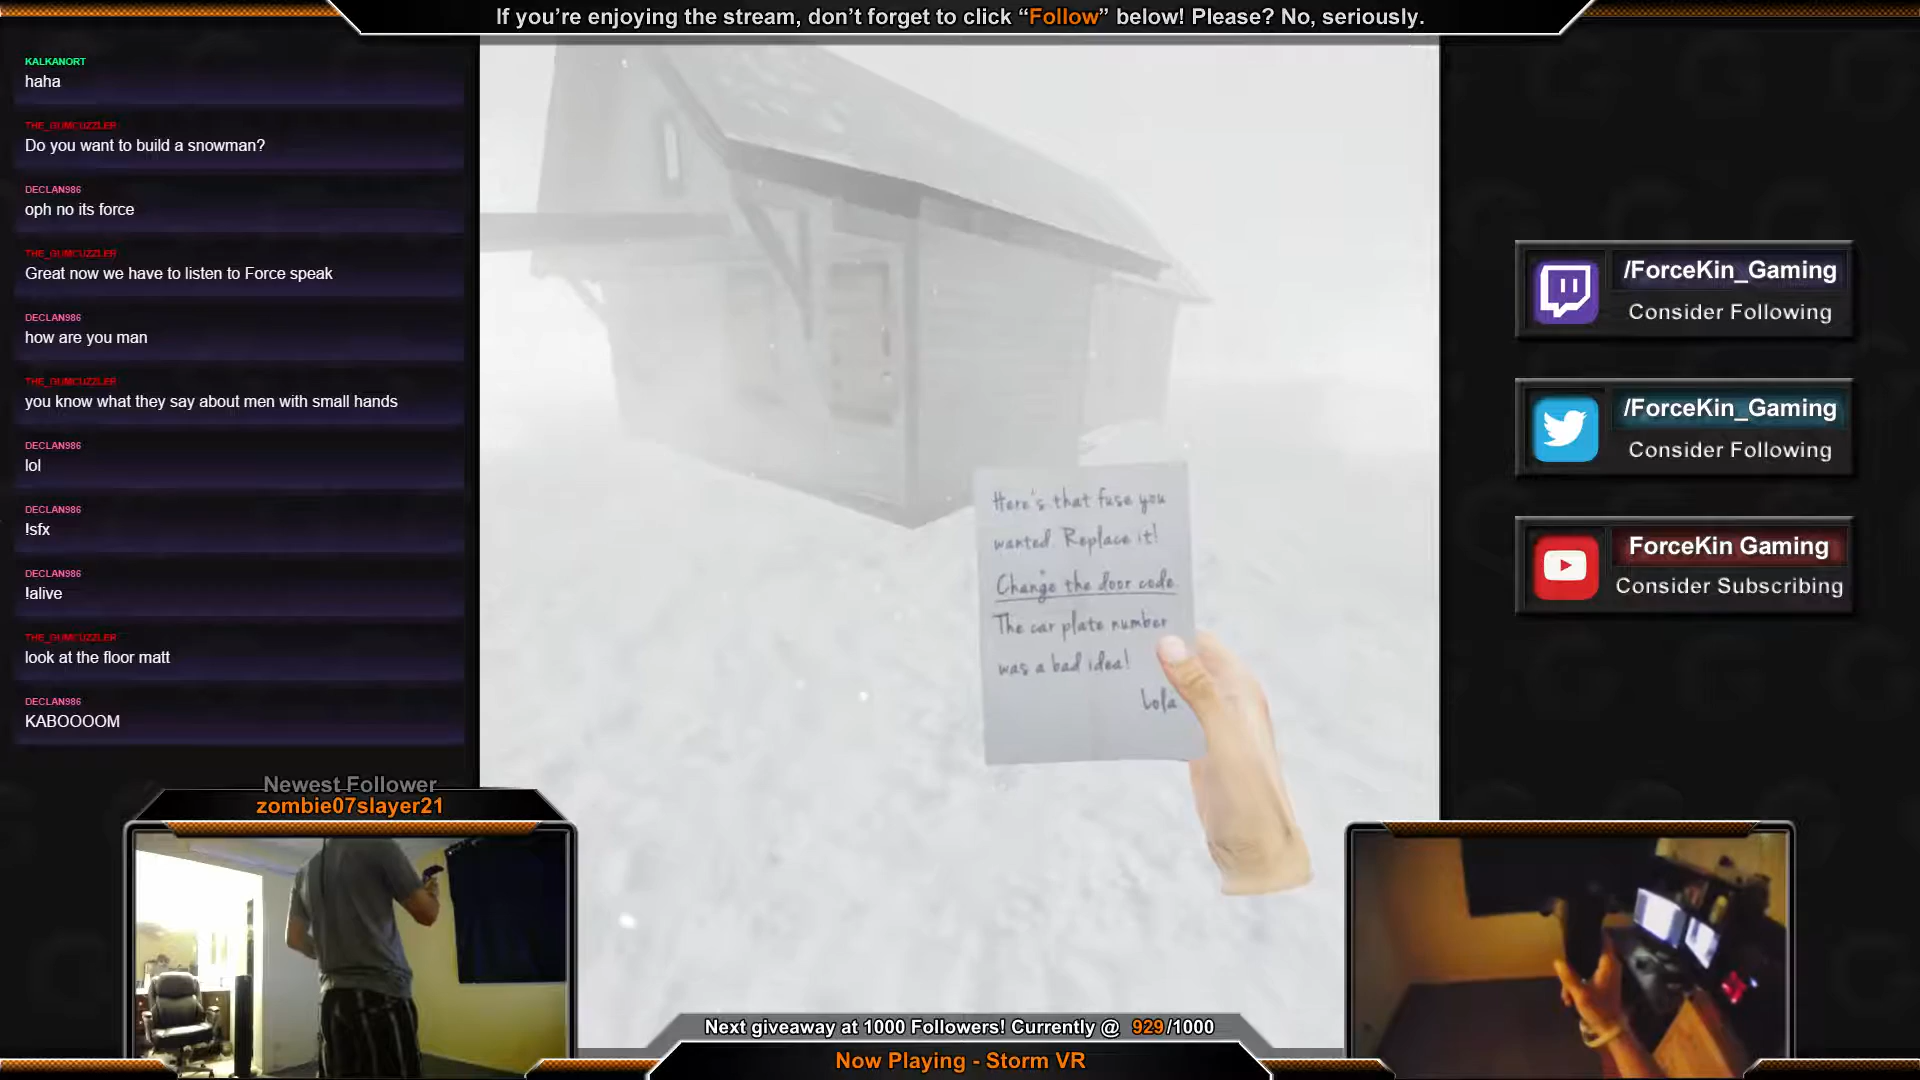 If you're enjoying the stream, don't forget to click “Follow” below! Please? No, seriously.
KALKANORT
haha
THE_GUMCUZZLER
Do you want to build a snowman?
DECLAN986
oph no its force
THE_GUMCUZZLER
Great now we have to listen to Force speak
DECLAN986
how are you man
THE_GUMCUZZLER
you know what they say about men with small hands
DECLAN986
lol
DECLAN986
!sfx
DECLAN986
!alive
THE_GUMCUZZLER
look at the floor matt
DECLAN986
KABOOOOM
Here's that fuse you
wanted. Replace it!
Change the door code.
The car plate number
was a bad idea!
Lola
/ForceKin_Gaming
Consider Following
/ForceKin_Gaming
Consider Following
ForceKin Gaming
Consider Subscribing
Newest Follower
zombie07slayer21
Next giveaway at 1000 Followers! Currently @ 929/1000
Now Playing - Storm VR